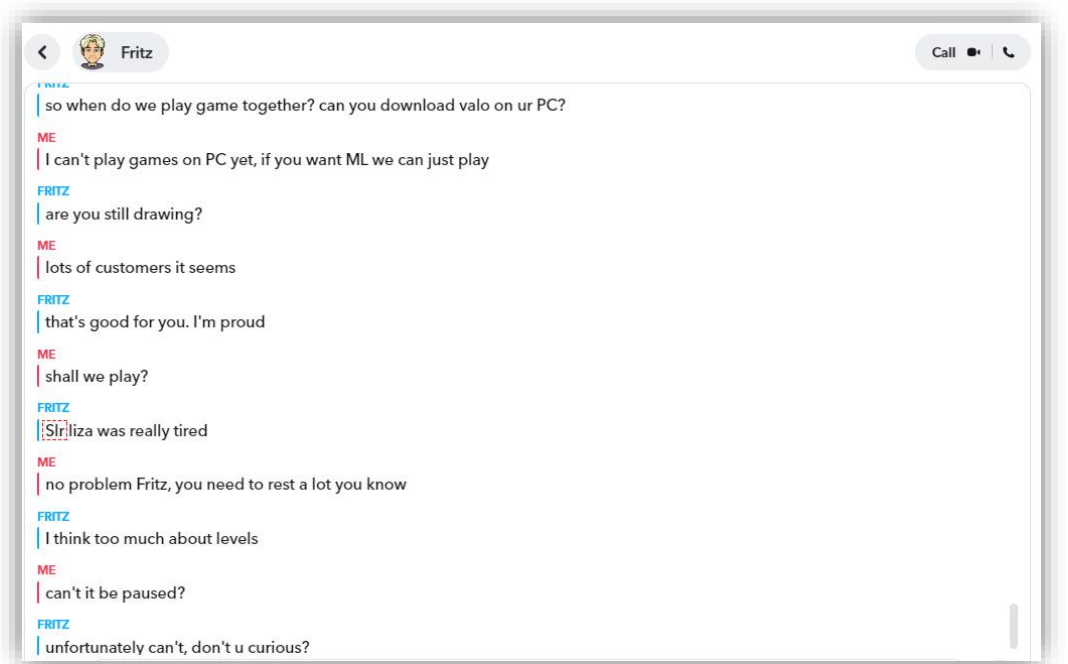 Fritz
Call
FRITZ
so when do we play game together? can you download valo on ur PC?
ME
I can't play games on PC yet, if you want ML we can just play
FRITZ
are you still drawing?
ME
lots of customers it seems
FRITZ
that's good for you. I'm proud
ME
shall we play?
FRITZ
Slr liza was really tired
ME
no problem Fritz, you need to rest a lot you know
FRITZ
I think too much about levels
ME
can't it be paused?
FRITZ
unfortunately can't, don't u curious?